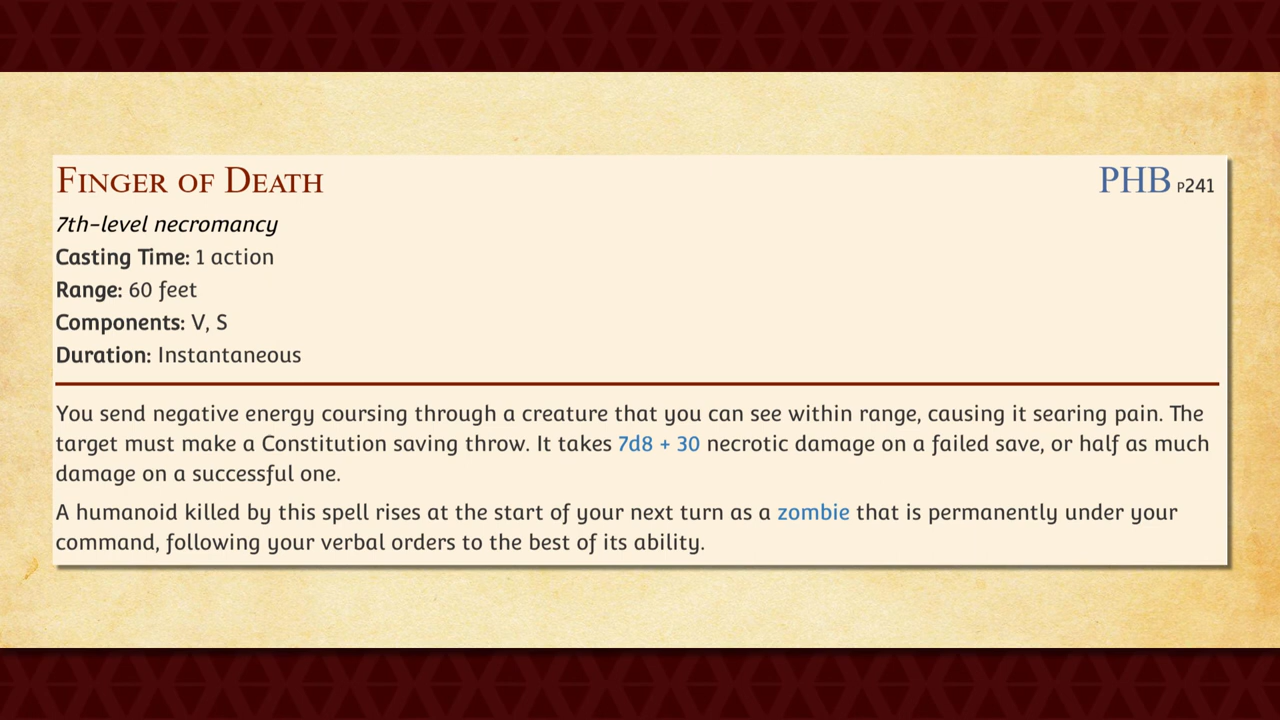 Finger of Death PHB P241
7th-level necromancy
Casting Time: 1 action
Range: 60 feet
Components: V, S
Duration: Instantaneous
You send negative energy coursing through a creature that you can see within range, causing it searing pain. The
target must make a Constitution saving throw. It takes 7d8 + 30 necrotic damage on a failed save, or half as much
damage on a successful one.
A humanoid killed by this spell rises at the start of your next turn as a zombie that is permanently under your
command, following your verbal orders to the best of its ability.